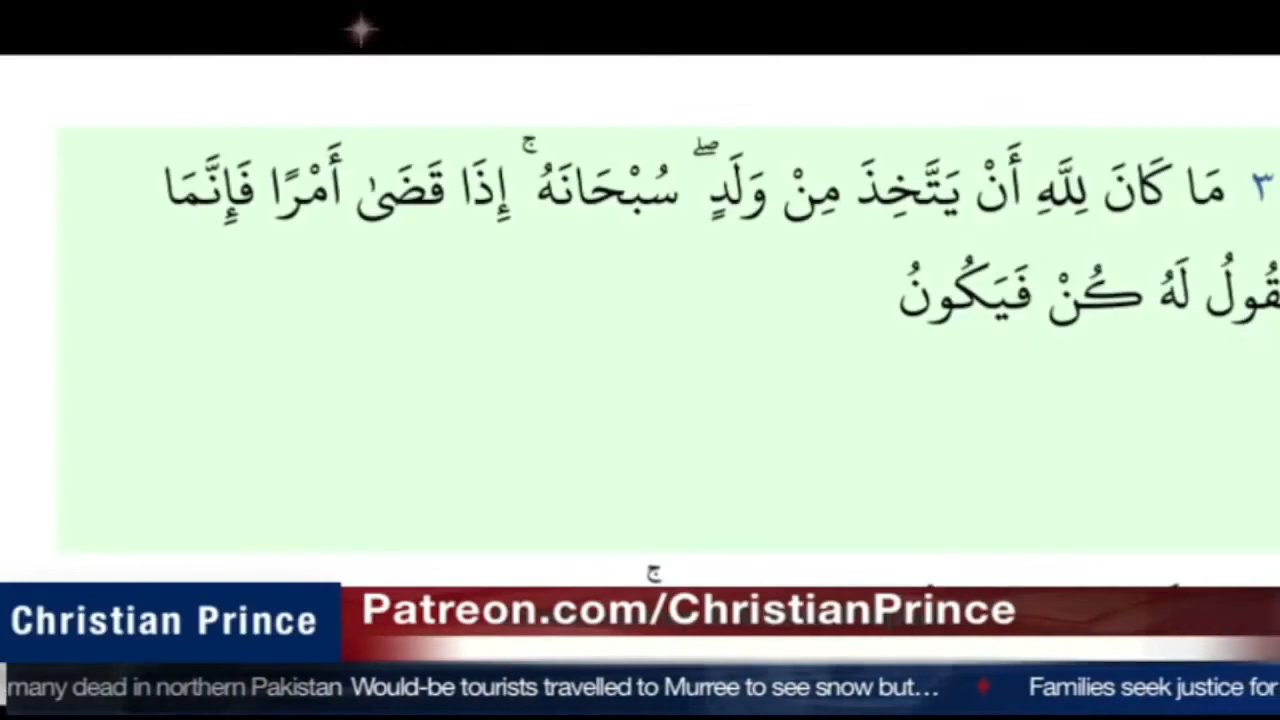 ٣ مَا كَانَ لِلَّهِ أَنْ يَتَّخِذَ مِنْ وَلَدٍ ۖ سُبْحَانَهُ ۚ إِذَا قَضَىٰ أَمْرًا فَإِنَّمَا
قُولُ لَهُ كُنْ فَيَكُونُ
ج
Christian Prince
Patreon.com/ChristianPrince
many dead in northern Pakistan Would-be tourists travelled to Murree to see snow but… ♦ Families seek justice for